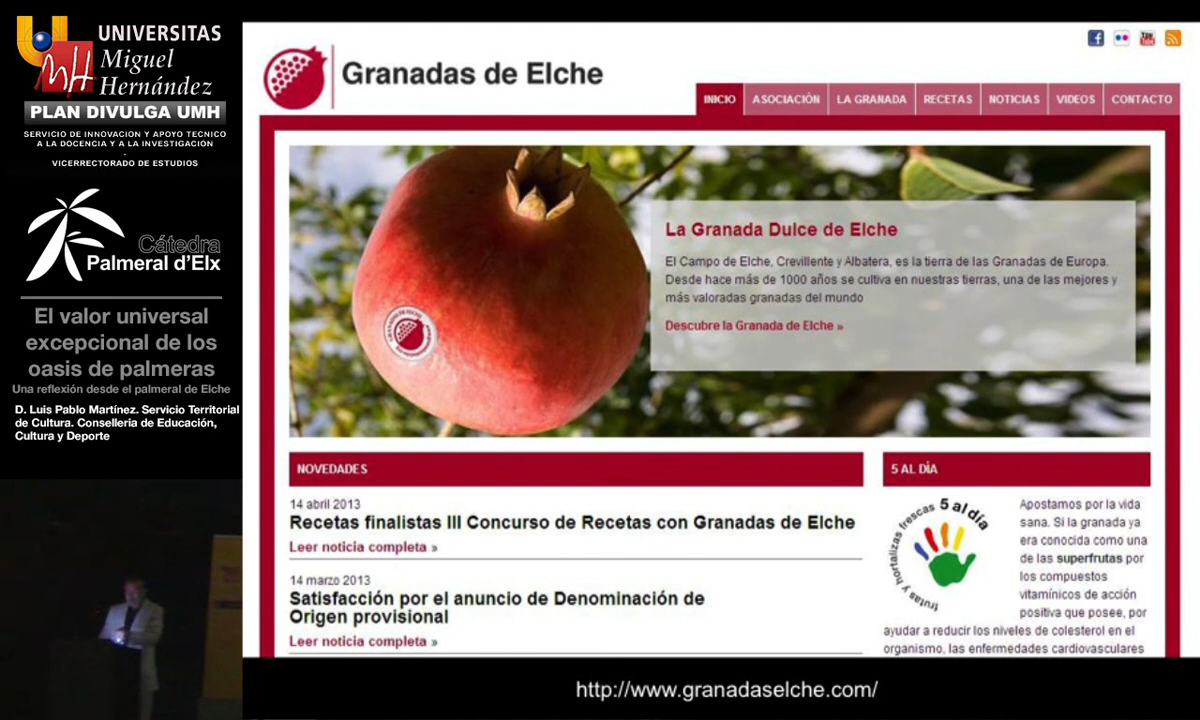 UNIVERSITAS
Miguel
Hernández
PLAN DIVULGA UMH
SERVICIO DE INNOVACION Y APOYO TECNICO
A LA DOCENCIA Y A LA INVESTIGACION
-
VICERRECTORADO DE ESTUDIOS
Cátedra
Palmeral d'Elx
El valor universal
excepcional de los
oasis de palmeras
Una reflexión desde el palmeral de Elche
D. Luis Pablo Martínez. Servicio Territorial
de Cultura. Conselleria de Educación,
Cultura y Deporte
Granadas de Elche
INICIO ASOCIACIÓN LA GRANADA RECETAS NOTICIAS VIDEOS CONTACTO
La Granada Dulce de Elche
El Campo de Elche, Crevillente y Albatera, es la tierra de las Granadas de Europa.
Desde hace más de 1000 años se cultiva en nuestras tierras, una de las mejores y
más valoradas granadas del mundo
Descubre la Granada de Elche »
NOVEDADES
14 abril 2013
Recetas finalistas III Concurso de Recetas con Granadas de Elche
Leer noticia completa »
14 marzo 2013
Satisfacción por el anuncio de Denominación de
Origen provisional
Leer noticia completa »
5 AL DÍA
5 al día
frutas y hortalizas frescas
Apostamos por la vida
sana. Si la granada ya
era conocida como una
de las superfrutas por
los compuestos
vitamínicos de acción
positiva que posee, por
ayudar a reducir los niveles de colesterol en el
organismo, las enfermedades cardiovasculares
http://www.granadaselche.com/